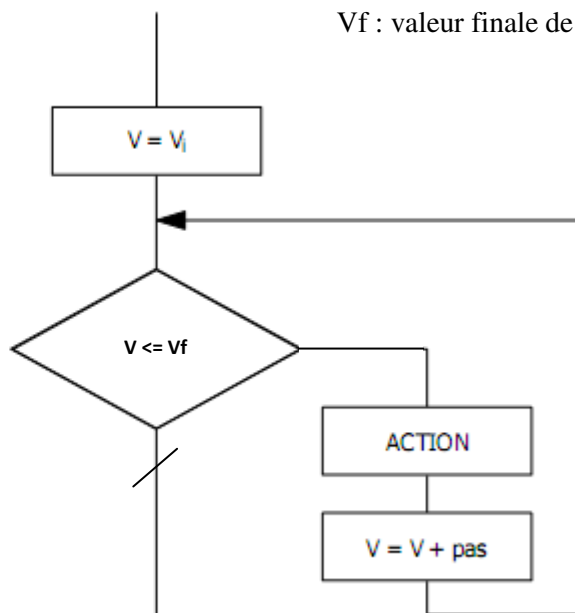 Vf : valeur finale de
V = Vi
V <= Vf
ACTION
V = V + pas